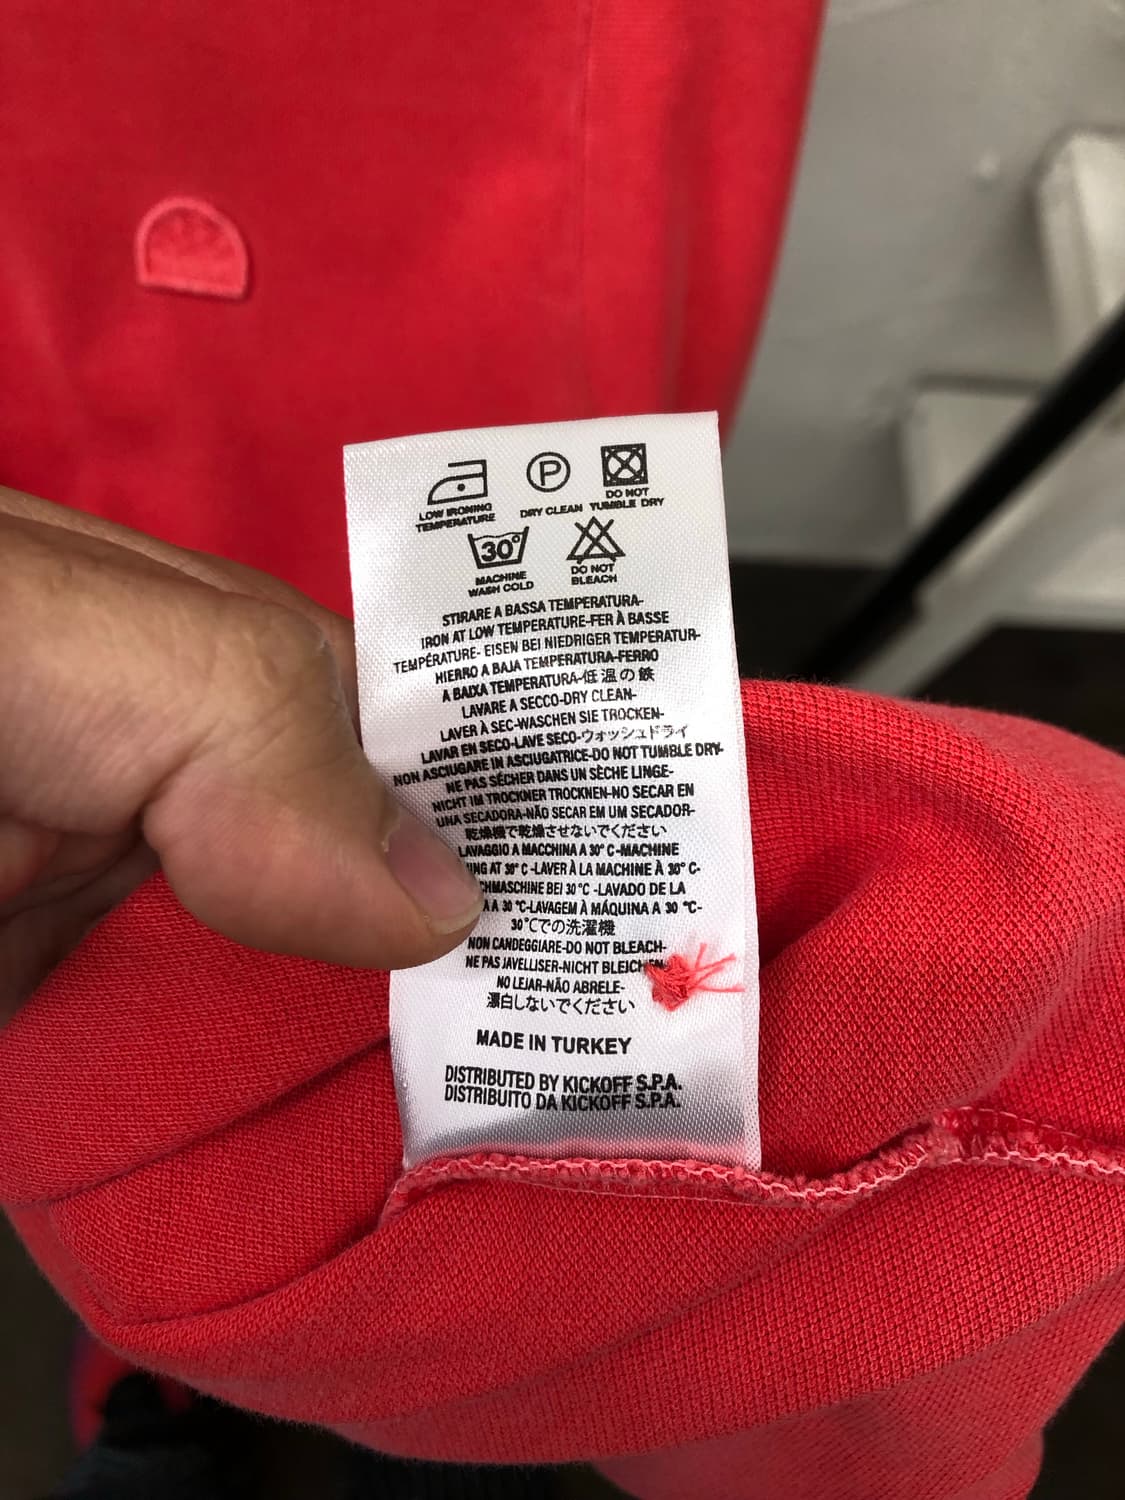 LOW IRONING
TEMPERATURE
P
DRY CLEAN
DO NOT
TUMBLE DRY
30°
MACHINE
WASH COLD
DO NOT
BLEACH
STIRARE A BASSA TEMPERATURA-
IRON AT LOW TEMPERATURE-FER À BASSE
TEMPÉRATURE- EISEN BEI NIEDRIGER TEMPERATUR-
HIERRO A BAJA TEMPERATURA-FERRO
A BAIXA TEMPERATURA-低温の鉄
LAVARE A SECCO-DRY CLEAN-
LAVER À SEC-WASCHEN SIE TROCKEN-
LAVAR EN SECO-LAVE SECO-ウォッシュドライ
NON ASCIUGARE IN ASCIUGATRICE-DO NOT TUMBLE DRY-
NE PAS SÉCHER DANS UN SÈCHE LINGE-
NICHT IM TROCKNER TROCKNEN-NO SECAR EN
UNA SECADORA-NÃO SECAR EM UM SECADOR-
乾燥機で乾燥させないでください
LAVAGGIO A MACCHINA A 30° C-MACHINE
NG AT 30° C -LAVER À LA MACHINE À 30° C-
CHMASCHINE BEI 30 °C -LAVADO DE LA
A A 30 °C-LAVAGEM À MÁQUINA A 30 °C-
30°Cでの洗濯機
NON CANDEGGIARE-DO NOT BLEACH-
NE PAS JAVELLISER-NICHT BLEICHEN-
NO LEJAR-NÃO ABRELE-
漂白しないでください
MADE IN TURKEY
DISTRIBUTED BY KICKOFF S.P.A.
DISTRIBUITO DA KICKOFF S.P.A.